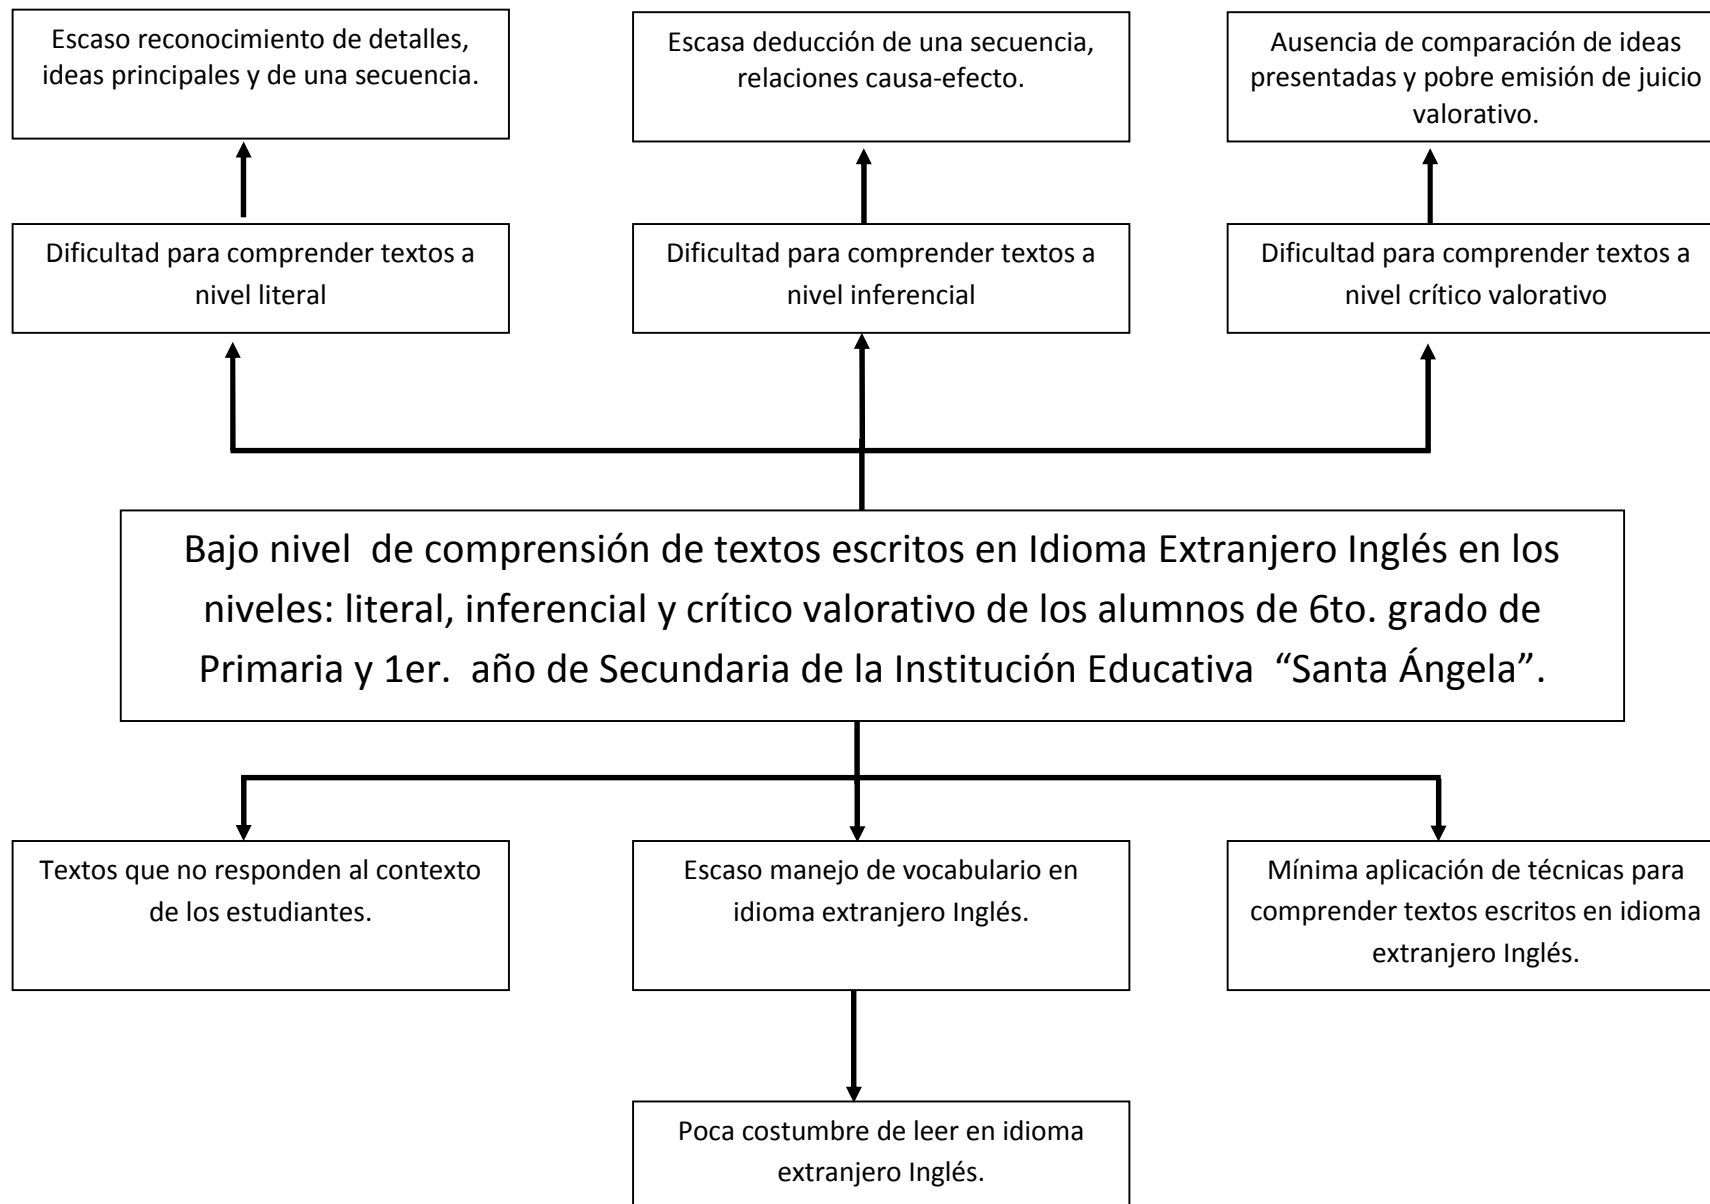 Escaso reconocimiento de detalles,
ideas principales y de una secuencia.
Escasa deducción de una secuencia,
relaciones causa-efecto.
Ausencia de comparación de ideas
presentadas y pobre emisión de juicio
valorativo.
Dificultad para comprender textos a
nivel literal
Dificultad para comprender textos a
nivel inferencial
Dificultad para comprender textos a
nivel crítico valorativo
Bajo nivel  de comprensión de textos escritos en Idioma Extranjero Inglés en los
niveles: literal, inferencial y crítico valorativo de los alumnos de 6to. grado de
Primaria y 1er.  año de Secundaria de la Institución Educativa  “Santa Ángela”.
Textos que no responden al contexto
de los estudiantes.
Escaso manejo de vocabulario en
idioma extranjero Inglés.
Mínima aplicación de técnicas para
comprender textos escritos en idioma
extranjero Inglés.
Poca costumbre de leer en idioma
extranjero Inglés.